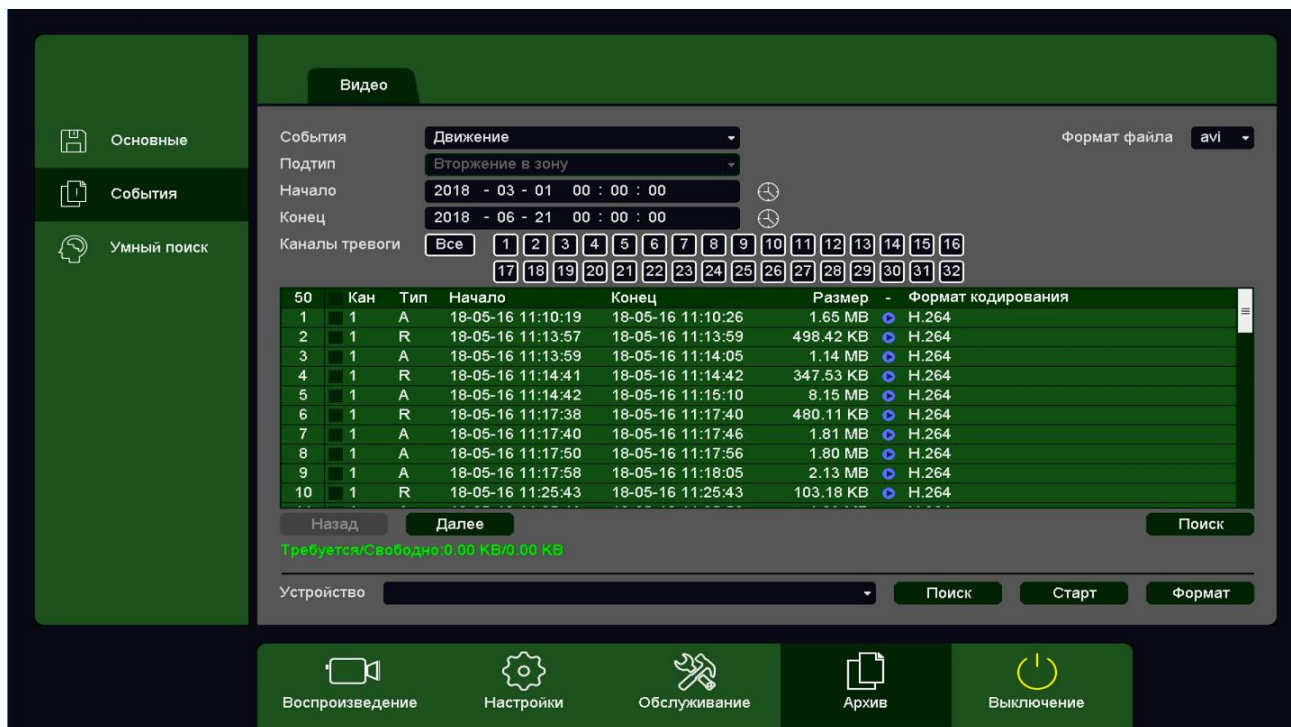 Видео
Основные
События
Умный поиск
События Движение Формат файла avi
Подтип Вторжение в зону
Начало 2018 - 03 - 01 00 : 00 : 00
Конец 2018 - 06 - 21 00 : 00 : 00
Каналы тревоги Все 1 2 3 4 5 6 7 8 9 10 11 12 13 14 15 16
17 18 19 20 21 22 23 24 25 26 27 28 29 30 31 32
50 Кан Тип Начало Конец Размер - Формат кодирования
1 1 A 18-05-16 11:10:19 18-05-16 11:10:26 1.65 MB H.264
2 1 R 18-05-16 11:13:57 18-05-16 11:13:59 498.42 KB H.264
3 1 A 18-05-16 11:13:59 18-05-16 11:14:05 1.14 MB H.264
4 1 R 18-05-16 11:14:41 18-05-16 11:14:42 347.53 KB H.264
5 1 A 18-05-16 11:14:42 18-05-16 11:15:10 8.15 MB H.264
6 1 R 18-05-16 11:17:38 18-05-16 11:17:40 480.11 KB H.264
7 1 A 18-05-16 11:17:40 18-05-16 11:17:46 1.81 MB H.264
8 1 A 18-05-16 11:17:50 18-05-16 11:17:56 1.80 MB H.264
9 1 A 18-05-16 11:17:58 18-05-16 11:18:05 2.13 MB H.264
10 1 R 18-05-16 11:25:43 18-05-16 11:25:43 103.18 KB H.264
Назад Далее Поиск
Требуется/Свободно:0.00 KB/0.00 KB
Устройство Поиск Старт Формат
Воспроизведение Настройки Обслуживание Архив Выключение